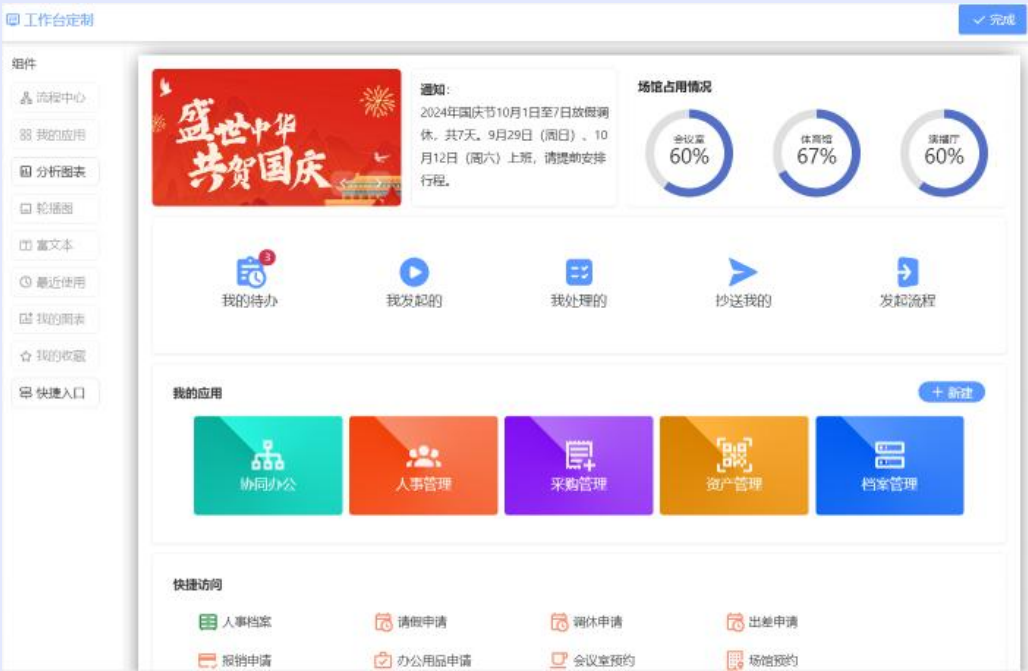 工作台定制
完成
组件
流程中心
我的应用
分析图表
轮播图
富文本
最近使用
我的图表
我的收藏
快捷入口
盛世中华
共贺国庆
通知：
2024年国庆节10月1日至7日放假调
休，共7天。9月29日（周日）、10
月12日（周六）上班，请提前安排
行程。
场馆占用情况
会议室
60%
体育馆
67%
演播厅
60%
3
我的待办
我发起的
我处理的
抄送我的
发起流程
我的应用
新建
协同办公
人事管理
采购管理
资产管理
档案管理
快捷访问
人事档案
请假申请
调休申请
出差申请
报销申请
办公用品申请
会议室预约
场馆预约